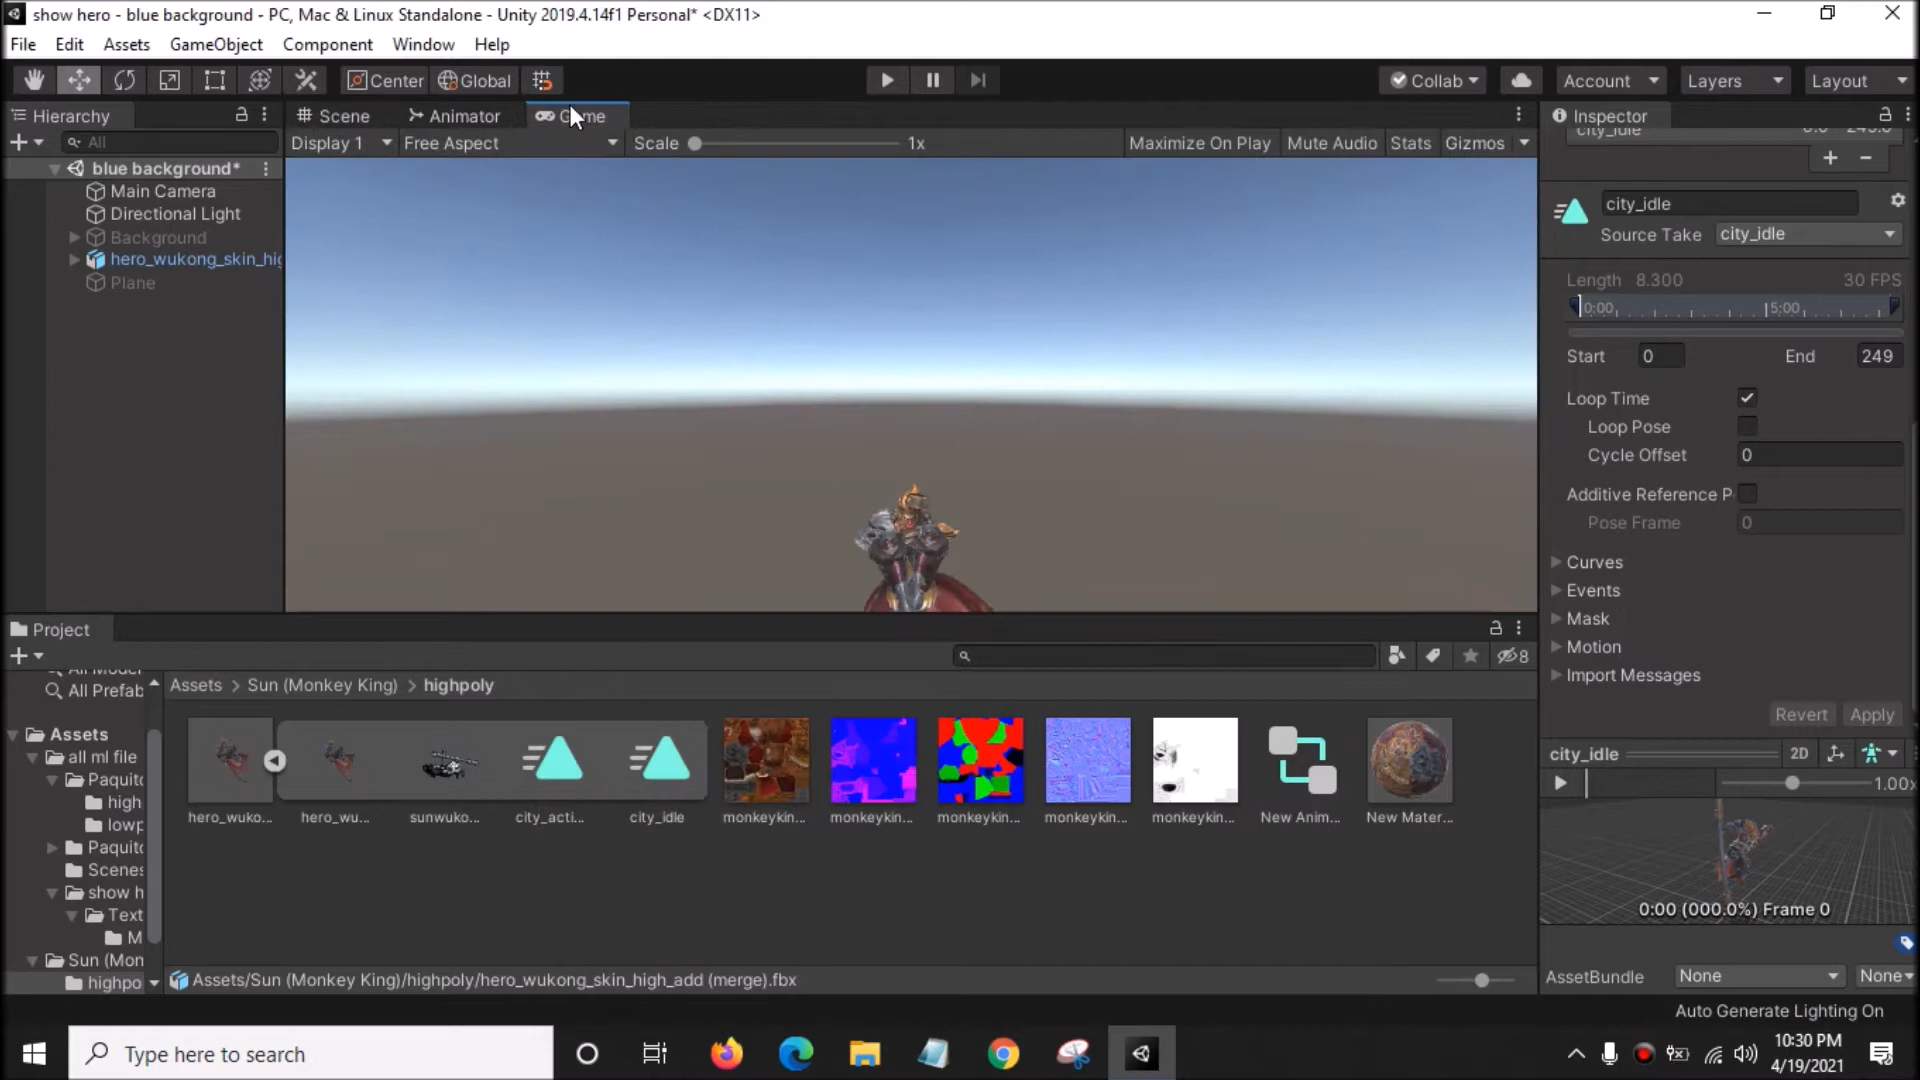 show hero - blue background - PC, Mac & Linux Standalone - Unity 2019.4.14f1 Personal* <DX11>
File Edit Assets GameObject Component Window Help
Center Global Collab Account Layers Layout
Hierarchy
All
blue background*
Main Camera
Directional Light
Background
hero_wukong_skin_hig
Plane
Scene Animator Game
Display 1 Free Aspect Scale 1x Maximize On Play Mute Audio Stats Gizmos
Inspector
city_idle
Source Take city_idle
Length 8.300 30 FPS
0:00 5:00
Start 0 End 249
Loop Time
Loop Pose
Cycle Offset 0
Additive Reference P
Pose Frame 0
Curves
Events
Mask
Motion
Import Messages
Revert Apply
city_idle 2D
1.00x
0:00 (000.0%) Frame 0
AssetBundle None None
Auto Generate Lighting On
Project
8
All Prefab
Assets
all ml file
Paquito
high
lowp
Paquito
Scenes
show h
Text
M
Sun (Mon
highpo
Assets > Sun (Monkey King) > highpoly
hero_wuko... hero_wu... sunwuko... city_acti... city_idle monkeykin... monkeykin... monkeykin... monkeykin... monkeykin... New Anim... New Mater...
Assets/Sun (Monkey King)/highpoly/hero_wukong_skin_high_add (merge).fbx
Type here to search
10:30 PM
4/19/2021